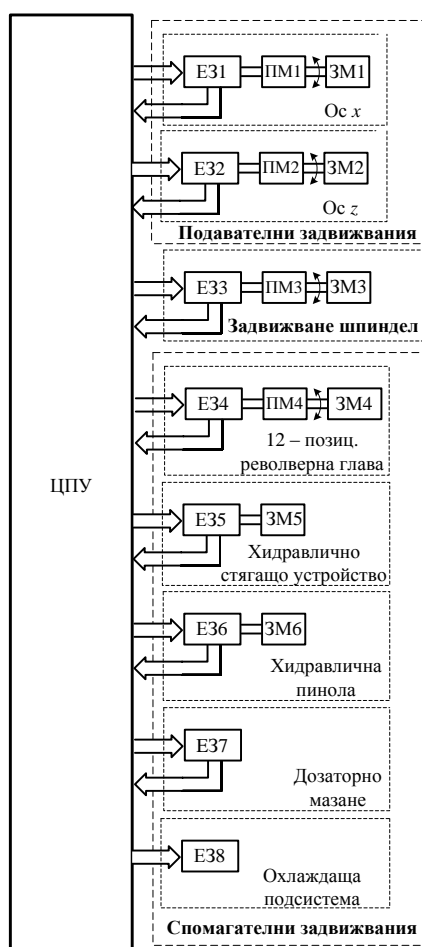 ЕЗ1 ПМ1 ЗМ1
Ос x
ЕЗ2 ПМ2 ЗМ2
Ос z
Подавателни задвижвания
ЕЗ3 ПМ3 ЗМ3
Задвижване шпиндел
ЕЗ4 ПМ4 ЗМ4
12 – позиц.
револверна глава
ЦПУ
ЕЗ5 ЗМ5
Хидравлично
стягащо устройство
ЕЗ6 ЗМ6
Хидравлична
пинола
ЕЗ7
Дозаторно
мазане
ЕЗ8
Охлаждаща
подсистема
Спомагателни задвижвания